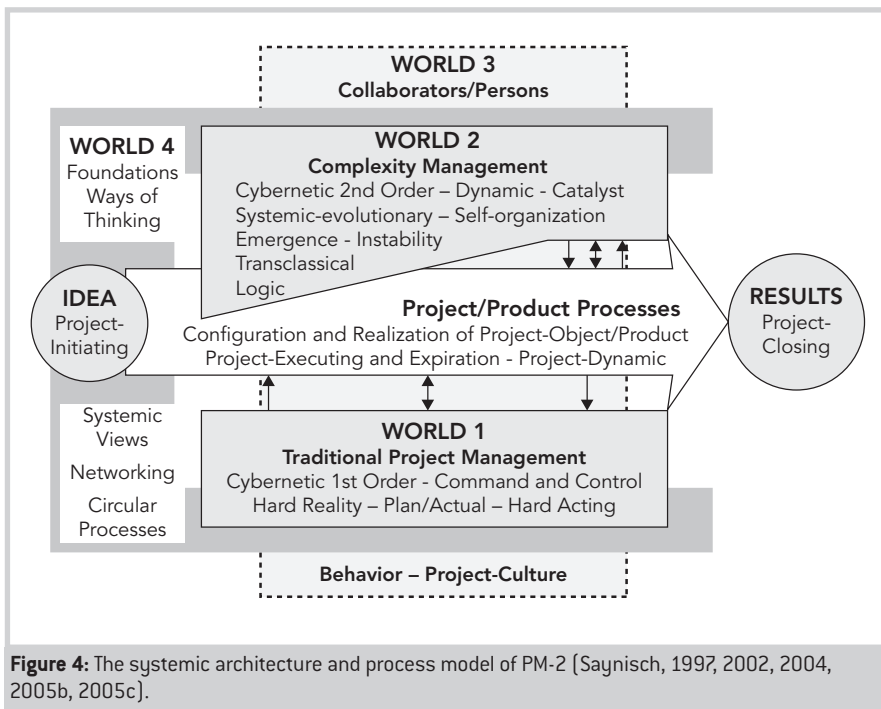 WORLD 3
Collaborators/Persons
WORLD 4
Foundations
Ways of
Thinking
WORLD 2
Complexity Management
Cybernetic 2nd Order – Dynamic - Catalyst
Systemic-evolutionary – Self-organization
Emergence - Instability
Transclassical
Logic
IDEA
Project-
Initiating
Project/Product Processes
Configuration and Realization of Project-Object/Product
Project-Executing and Expiration - Project-Dynamic
RESULTS
Project-
Closing
Systemic
Views
Networking
Circular
Processes
WORLD 1
Traditional Project Management
Cybernetic 1st Order - Command and Control
Hard Reality – Plan/Actual – Hard Acting
Behavior – Project-Culture
Figure 4: The systemic architecture and process model of PM-2 (Saynisch, 1997, 2002, 2004,
2005b, 2005c).